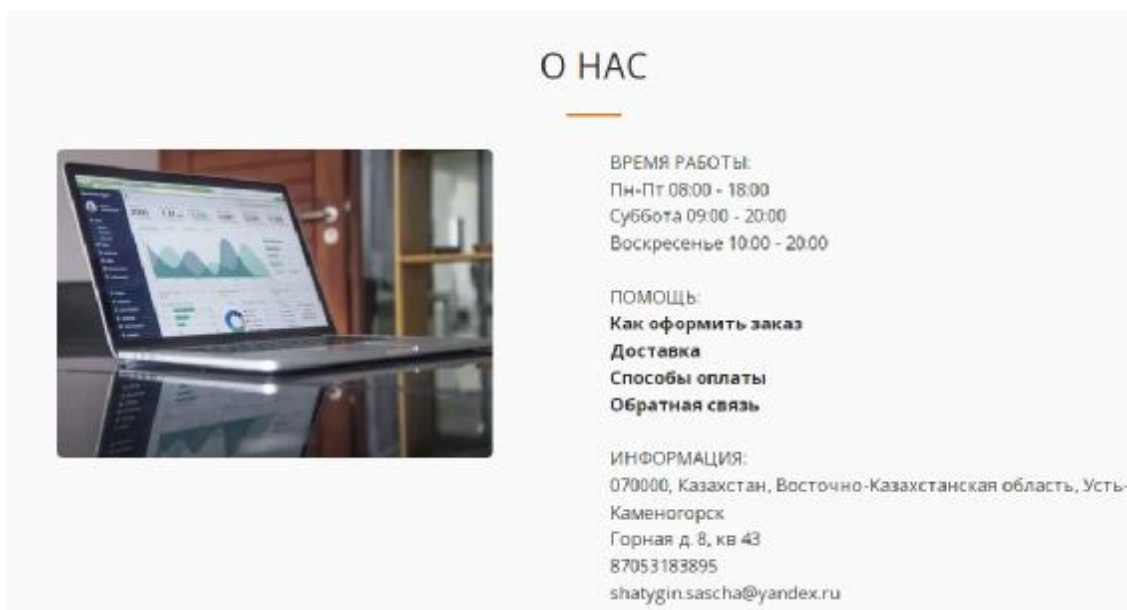 О НАС
ВРЕМЯ РАБОТЫ:
Пн-Пт 08:00 - 18:00
Суббота 09:00 - 20:00
Воскресенье 10:00 - 20:00
ПОМОЩЬ:
Как оформить заказ
Доставка
Способы оплаты
Обратная связь
ИНФОРМАЦИЯ:
070000, Казахстан, Восточно-Казахстанская область, Усть-
Каменогорск
Горная д. 8, кв 43
87053183895
shatygin.sascha@yandex.ru